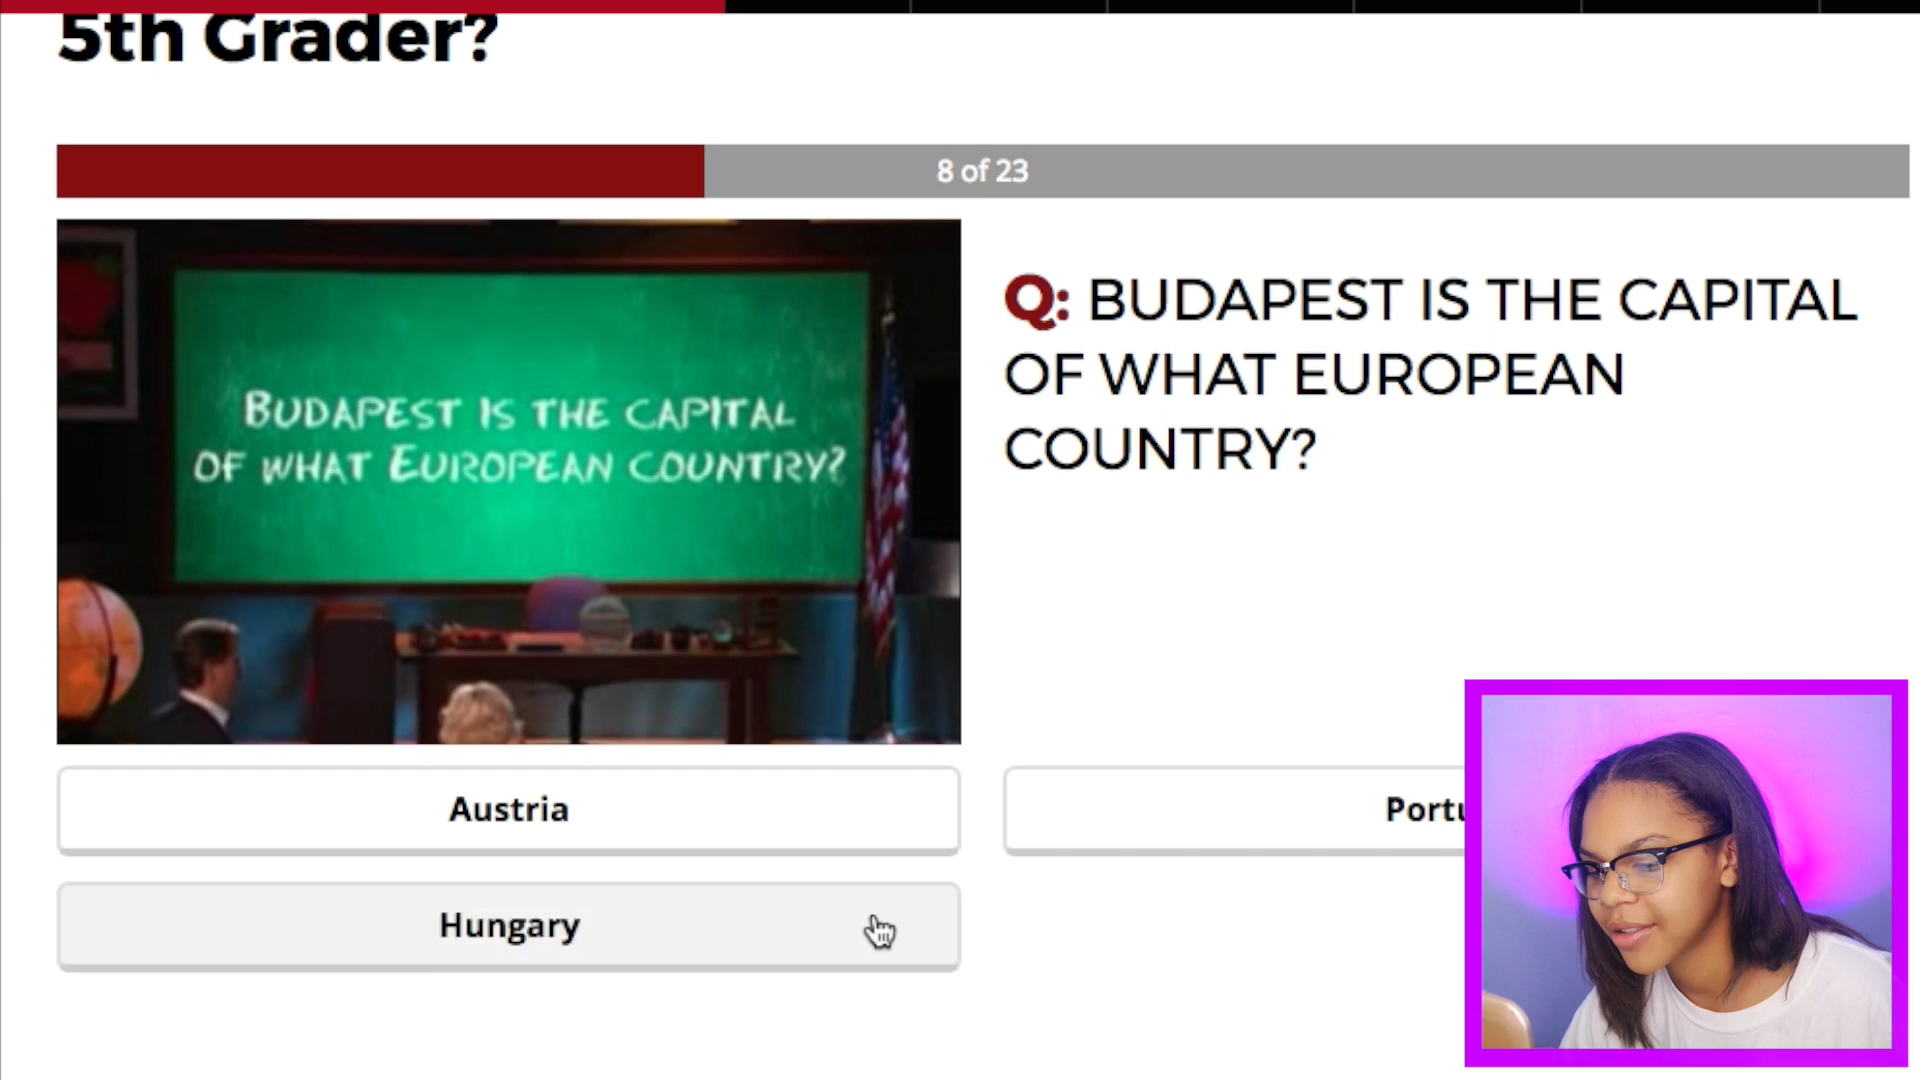 5th Grader?
8 of 23
BUDAPEST IS THE CAPITAL
OF WHAT EUROPEAN COUNTRY?
Q: BUDAPEST IS THE CAPITAL
OF WHAT EUROPEAN
COUNTRY?
Austria
Hungary